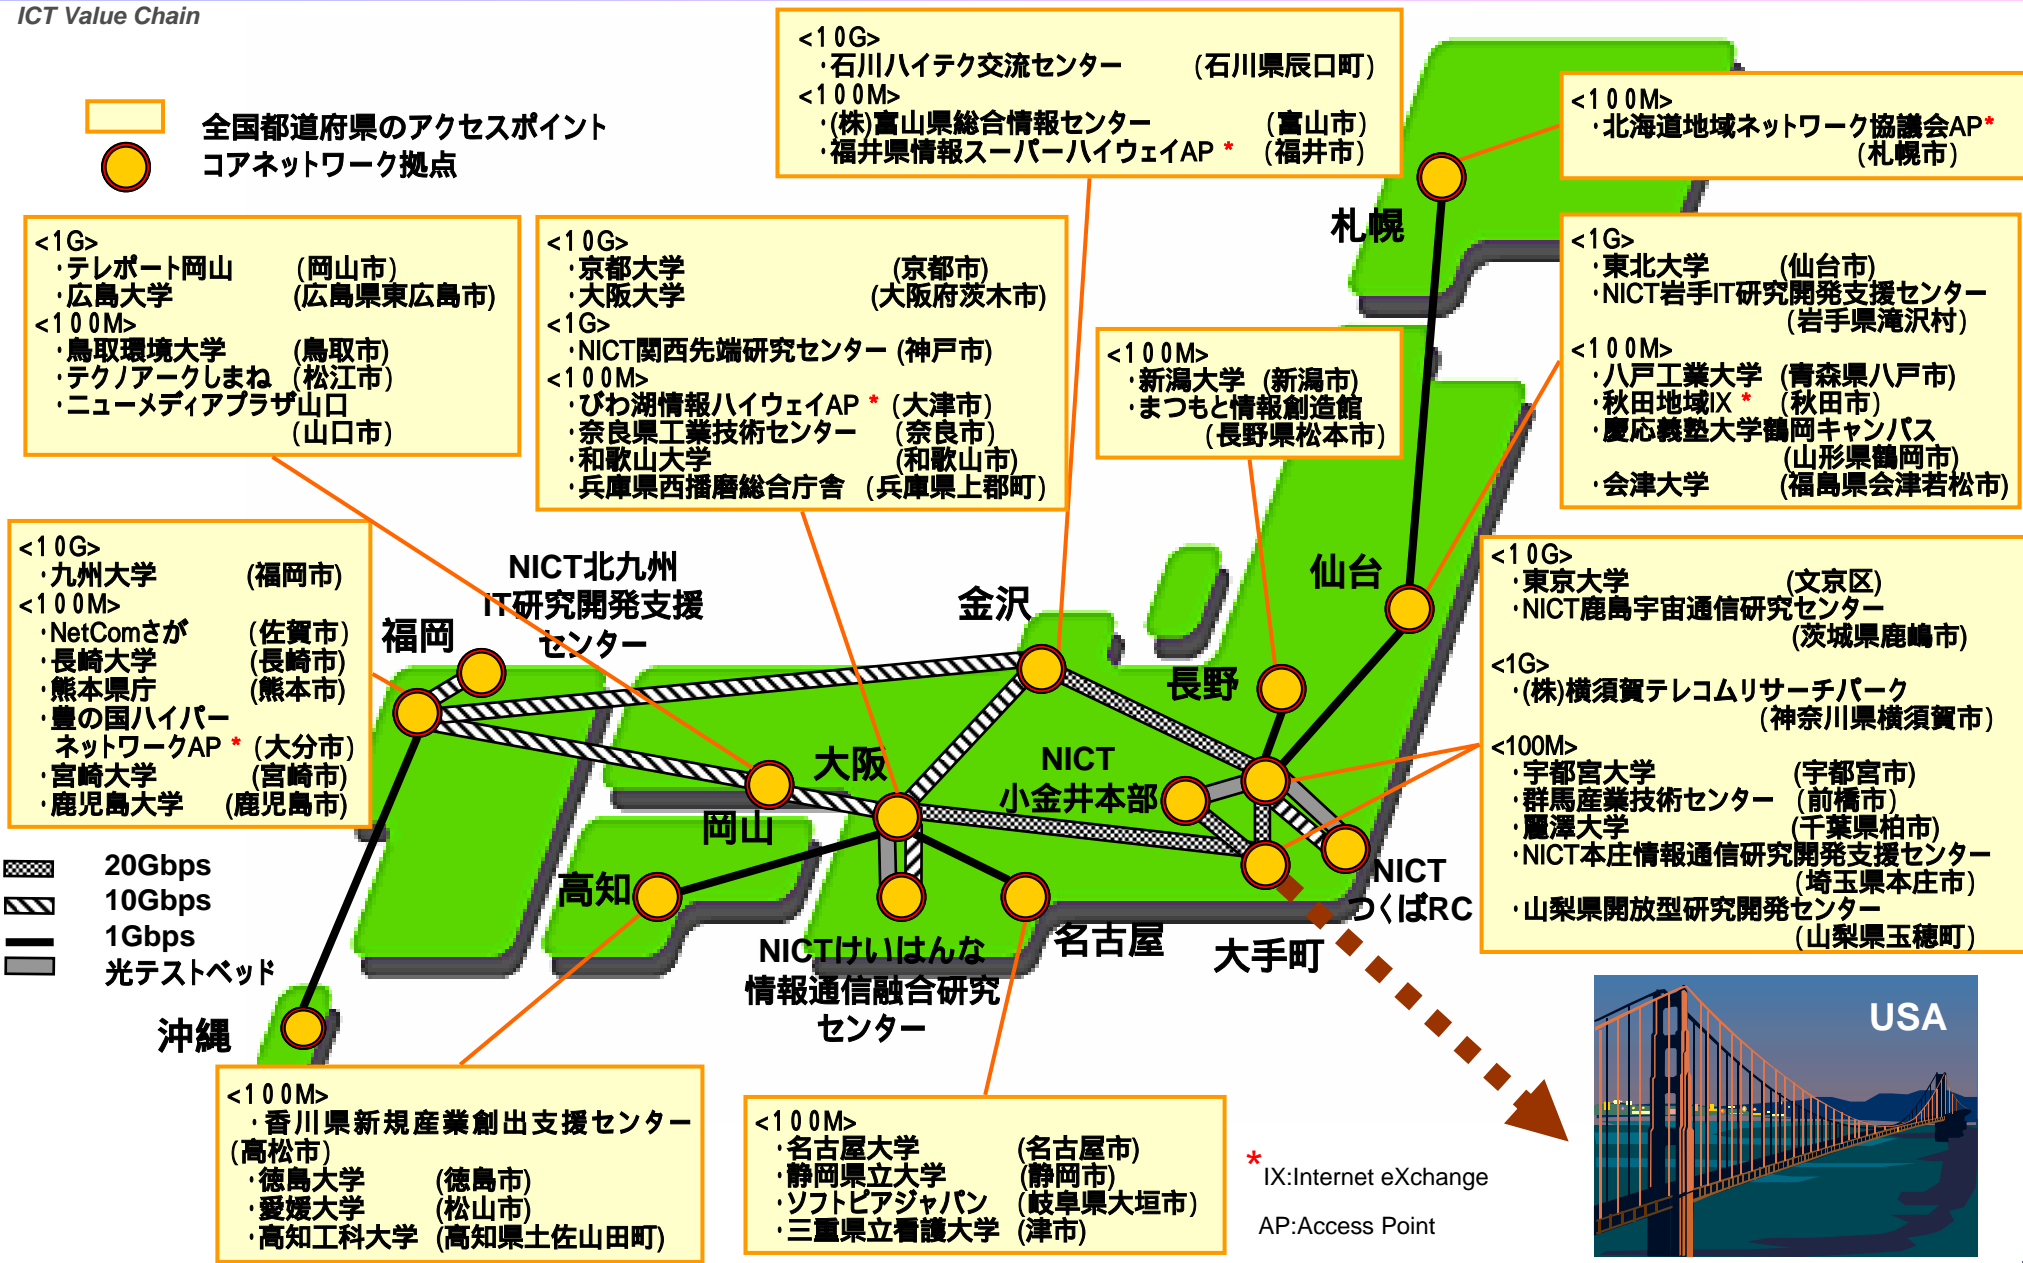 ICT Value Chain
全国都道府県のアクセスポイント
コアネットワーク拠点
<10G>
・石川ハイテク交流センター (石川県辰口町)
<100M>
・(株)富山県総合情報センター (富山市)
・福井県情報スーパーハイウェイAP * (福井市)
<100M>
・北海道地域ネットワーク協議会AP*
(札幌市)
<1G>
・テレポート岡山 (岡山市)
・広島大学 (広島県東広島市)
<100M>
・鳥取環境大学 (鳥取市)
・テクノアークしまね (松江市)
・ニューメディアプラザ山口
(山口市)
<10G>
・京都大学 (京都市)
・大阪大学 (大阪府茨木市)
<1G>
・NICT関西先端研究センター (神戸市)
<100M>
・びわ湖情報ハイウェイAP * (大津市)
・奈良県工業技術センター (奈良市)
・和歌山大学 (和歌山市)
・兵庫県西播磨総合庁舎 (兵庫県上郡町)
<100M>
・新潟大学 (新潟市)
・まつもと情報創造館
(長野県松本市)
<1G>
・東北大学 (仙台市)
・NICT岩手IT研究開発支援センター
(岩手県滝沢村)
<100M>
・八戸工業大学 (青森県八戸市)
・秋田地域IX * (秋田市)
・慶応義塾大学鶴岡キャンパス
(山形県鶴岡市)
・会津大学 (福島県会津若松市)
<10G>
・九州大学 (福岡市)
<100M>
・NetComさが (佐賀市)
・長崎大学 (長崎市)
・熊本県庁 (熊本市)
・豊の国ハイパー
ネットワークAP * (大分市)
・宮崎大学 (宮崎市)
・鹿児島大学 (鹿児島市)
<10G>
・東京大学 (文京区)
・NICT鹿島宇宙通信研究センター
(茨城県鹿嶋市)
<1G>
・(株)横須賀テレコムリサーチパーク
(神奈川県横須賀市)
<100M>
・宇都宮大学 (宇都宮市)
・群馬産業技術センター (前橋市)
・麗澤大学 (千葉県柏市)
・NICT本庄情報通信研究開発支援センター
(埼玉県本庄市)
・山梨県開放型研究開発センター
(山梨県玉穂町)
札幌
仙台
NICT北九州
IT研究開発支援
センター
福岡
金沢
長野
大阪
NICT
小金井本部
岡山
高知
NICT
つくばRC
名古屋
大手町
NICTけいはんな
情報通信融合研究
センター
沖縄
20Gbps
10Gbps
1Gbps
光テストベッド
<100M>
・香川県新規産業創出支援センター
(高松市)
・徳島大学 (徳島市)
・愛媛大学 (松山市)
・高知工科大学 (高知県土佐山田町)
<100M>
・名古屋大学 (名古屋市)
・静岡県立大学 (静岡市)
・ソフトピアジャパン (岐阜県大垣市)
・三重県立看護大学 (津市)
*IX:Internet eXchange
AP:Access Point
USA